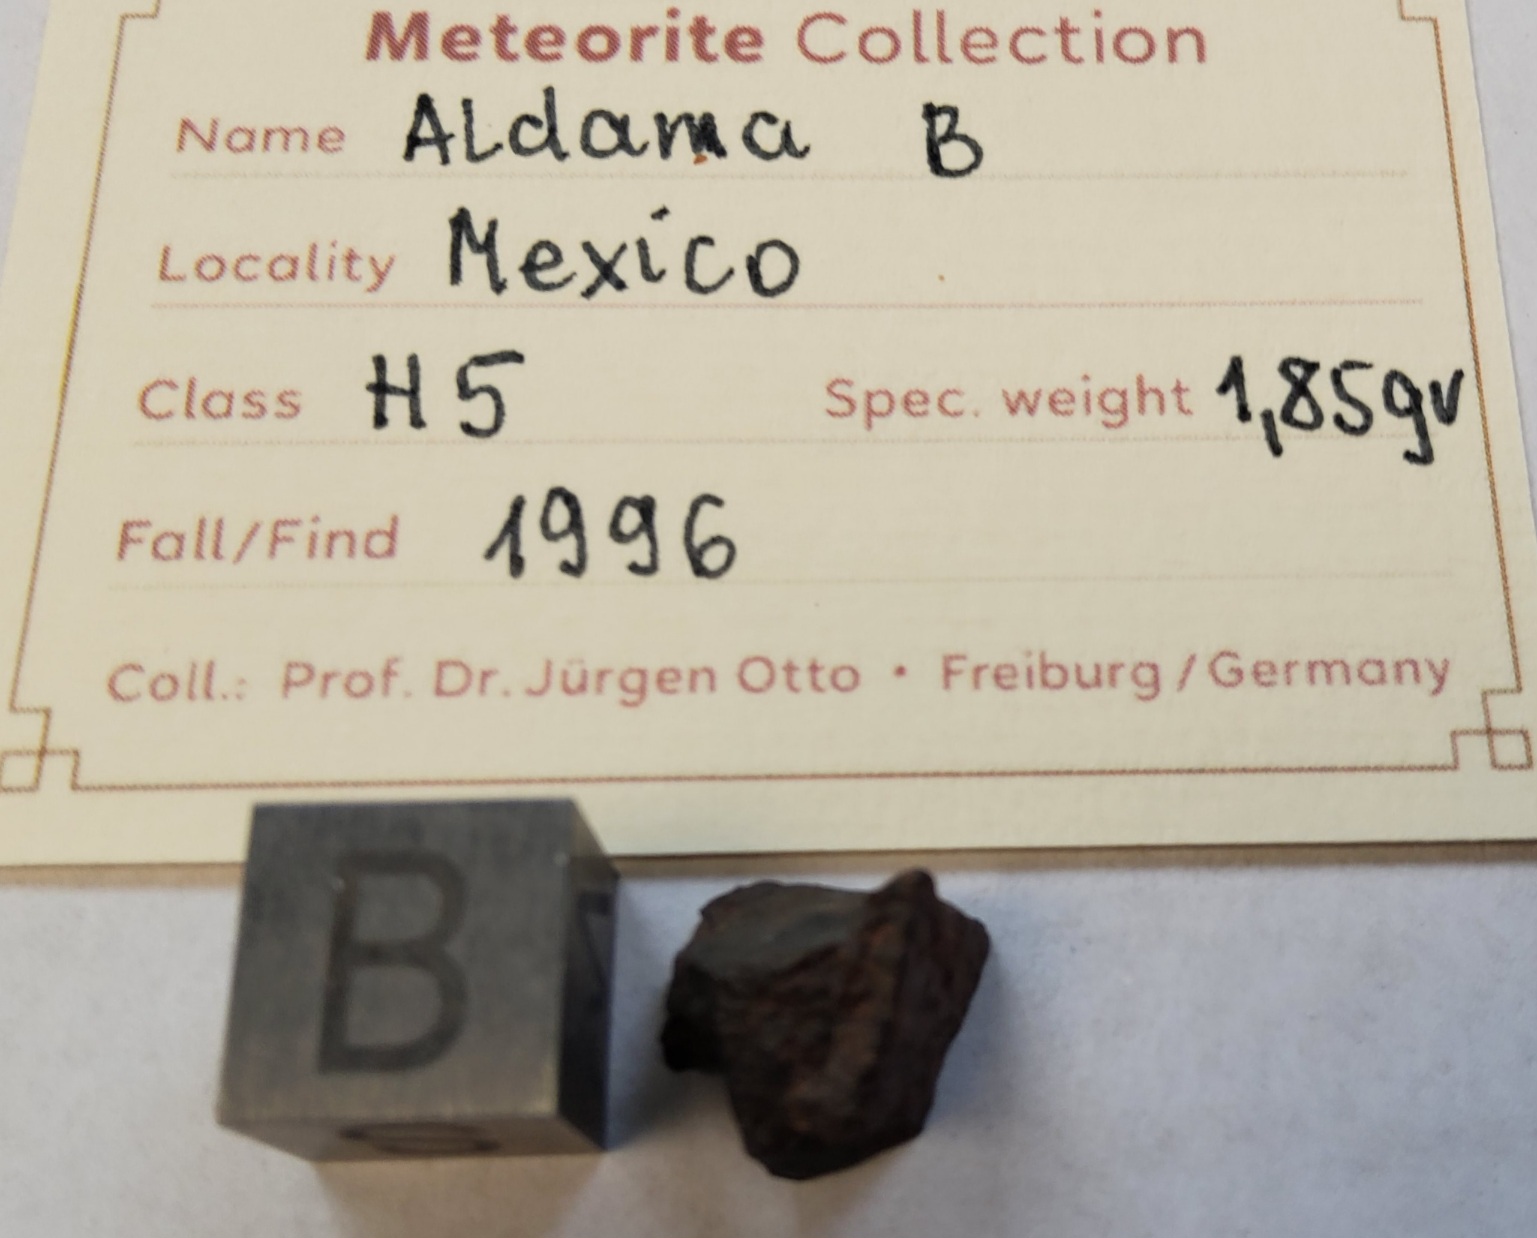 Meteorite Collection
Name Aldama B
Locality Mexico
Class H5 Spec. weight 1,85gr
Fall/Find 1996
Coll.: Prof. Dr. Jürgen Otto • Freiburg / Germany
B